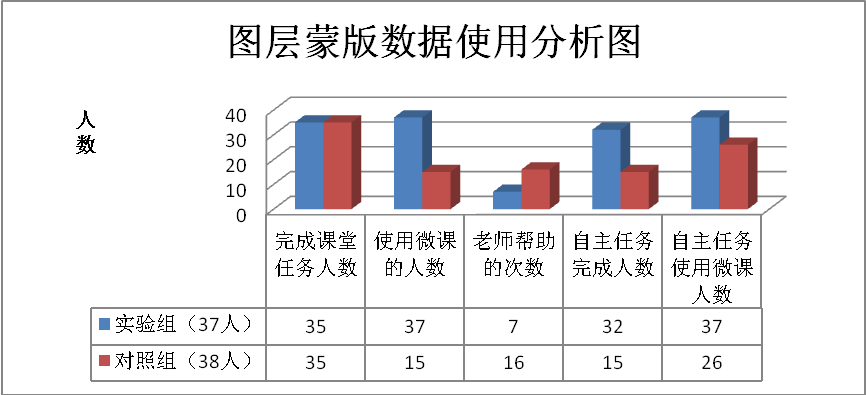 图层蒙版数据使用分析图
人
数
40
30
20
10
0
完成课堂
任务人数
使用微课
的人数
老师帮助
的次数
自主任务
完成人数
自主任务
使用微课
人数
实验组（37人） 35 37 7 32 37
对照组（38人） 35 15 16 15 26